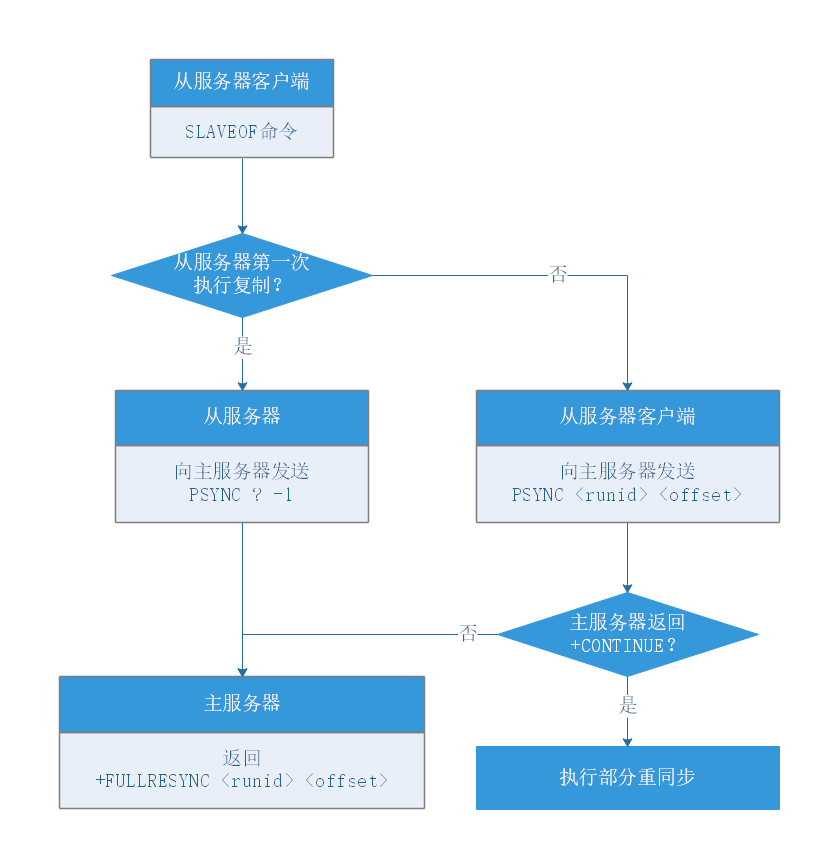 从服务器客户端
SLAVEOF命令
从服务器第一次
执行复制？
否
是
从服务器
向主服务器发送
PSYNC ? -1
从服务器客户端
向主服务器发送
PSYNC <runid> <offset>
主服务器返回
+CONTINUE？
否
是
主服务器
返回
+FULLRESYNC <runid> <offset>
执行部分重同步